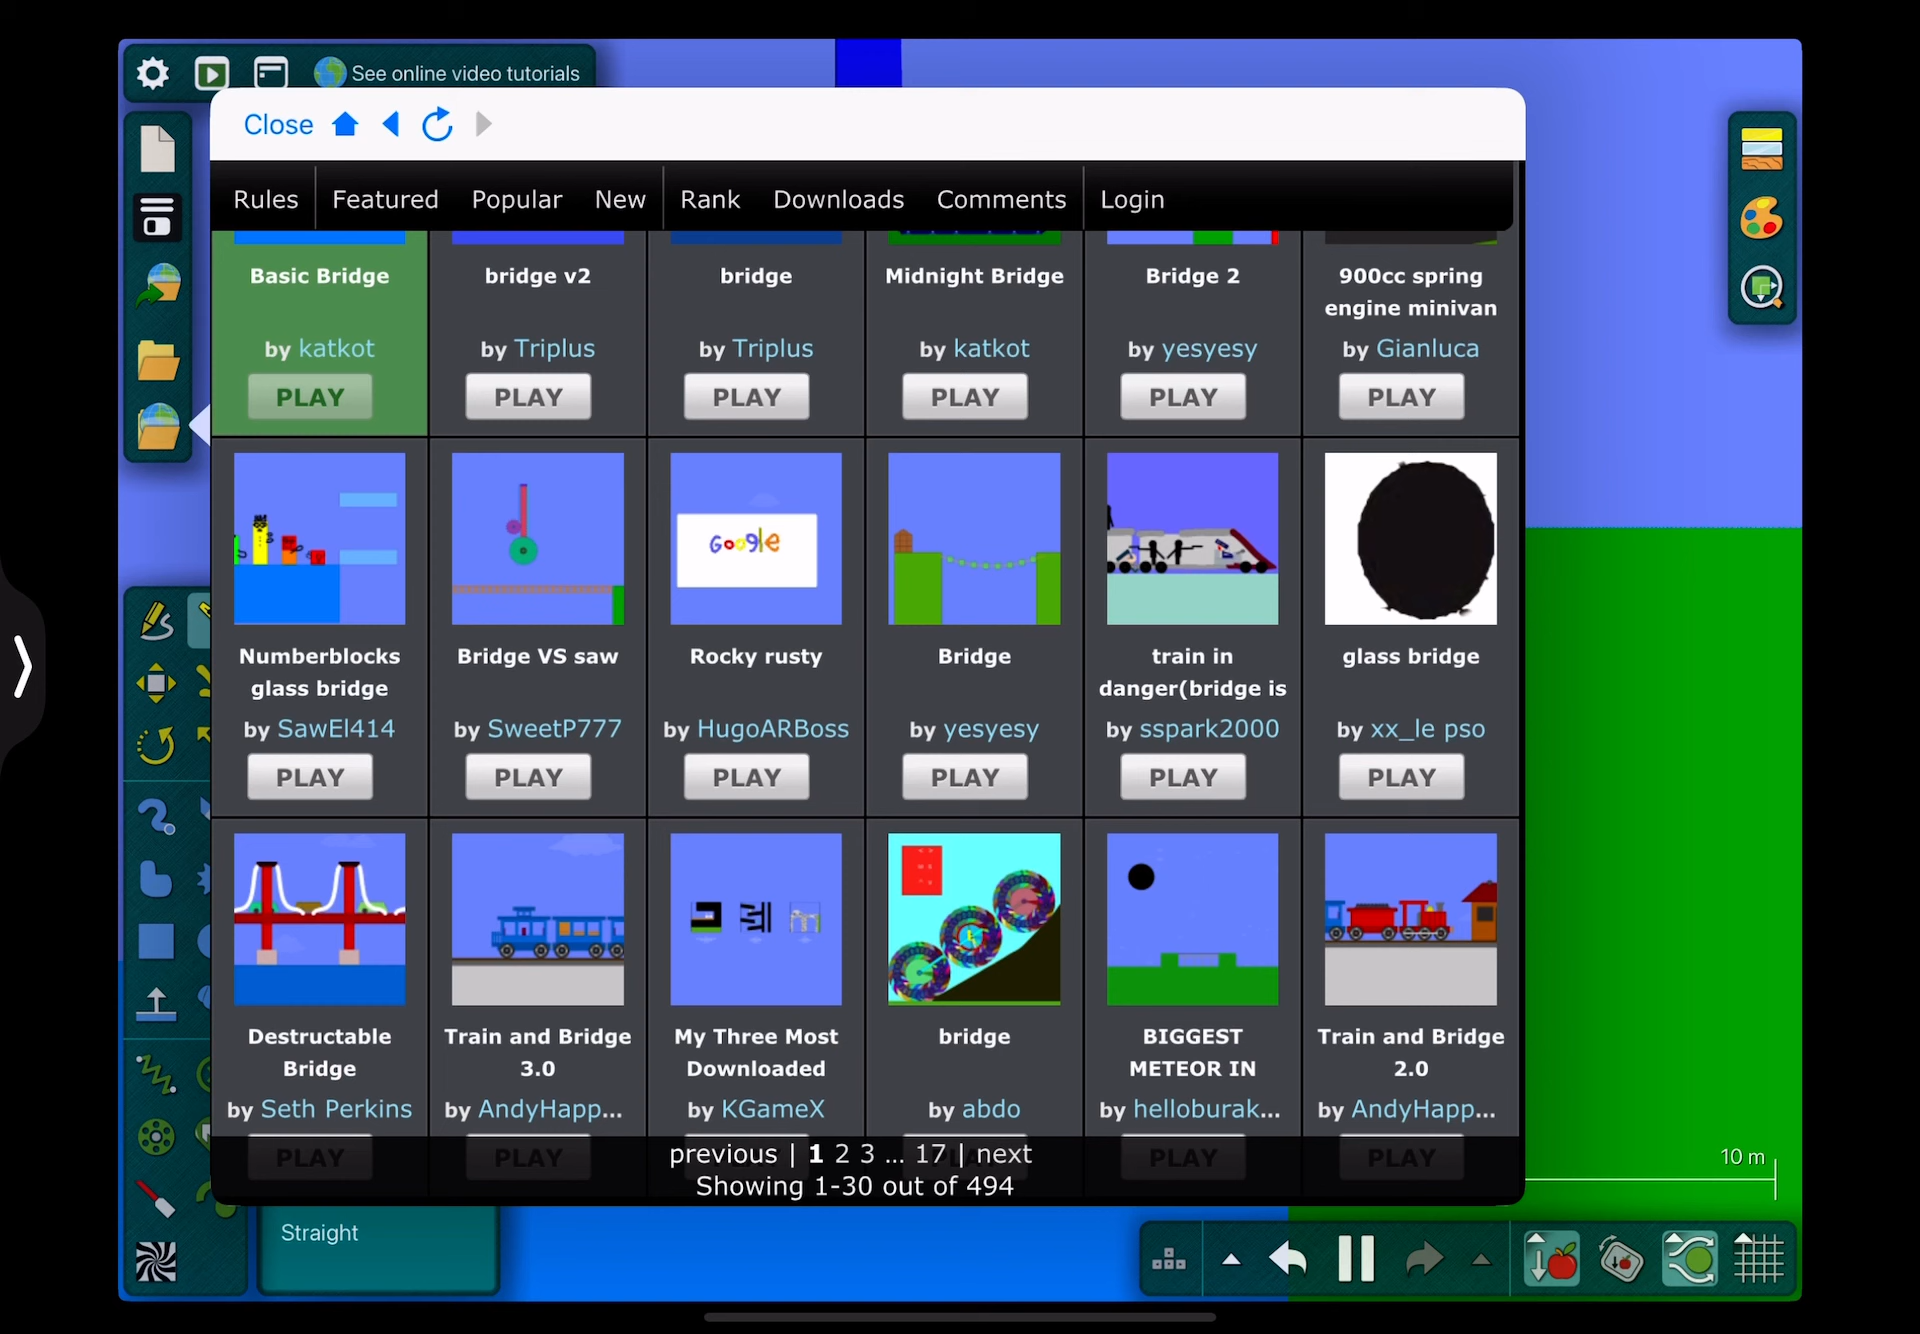 See online video tutorials
Close
Rules Featured Popular New Rank Downloads Comments Login
Basic Bridge
by katkot
PLAY
bridge v2
by Triplus
PLAY
bridge
by Triplus
PLAY
Midnight Bridge
by katkot
PLAY
Bridge 2
by yesyesy
PLAY
900cc spring
engine minivan
by Gianluca
PLAY
Numberblocks
glass bridge
by SawEl414
PLAY
Bridge VS saw
by SweetP777
PLAY
Google
Rocky rusty
by HugoARBoss
PLAY
Bridge
by yesyesy
PLAY
train in
danger(bridge is
by sspark2000
PLAY
glass bridge
by xx_le pso
PLAY
Destructable
Bridge
by Seth Perkins
PLAY
Train and Bridge
3.0
by AndyHapp...
PLAY
My Three Most
Downloaded
by KGameX
bridge
by abdo
BIGGEST
METEOR IN
by helloburak...
PLAY
Train and Bridge
2.0
by AndyHapp...
PLAY
previous | 1 2 3 ... 17 | next
Showing 1-30 out of 494
10 m
Straight